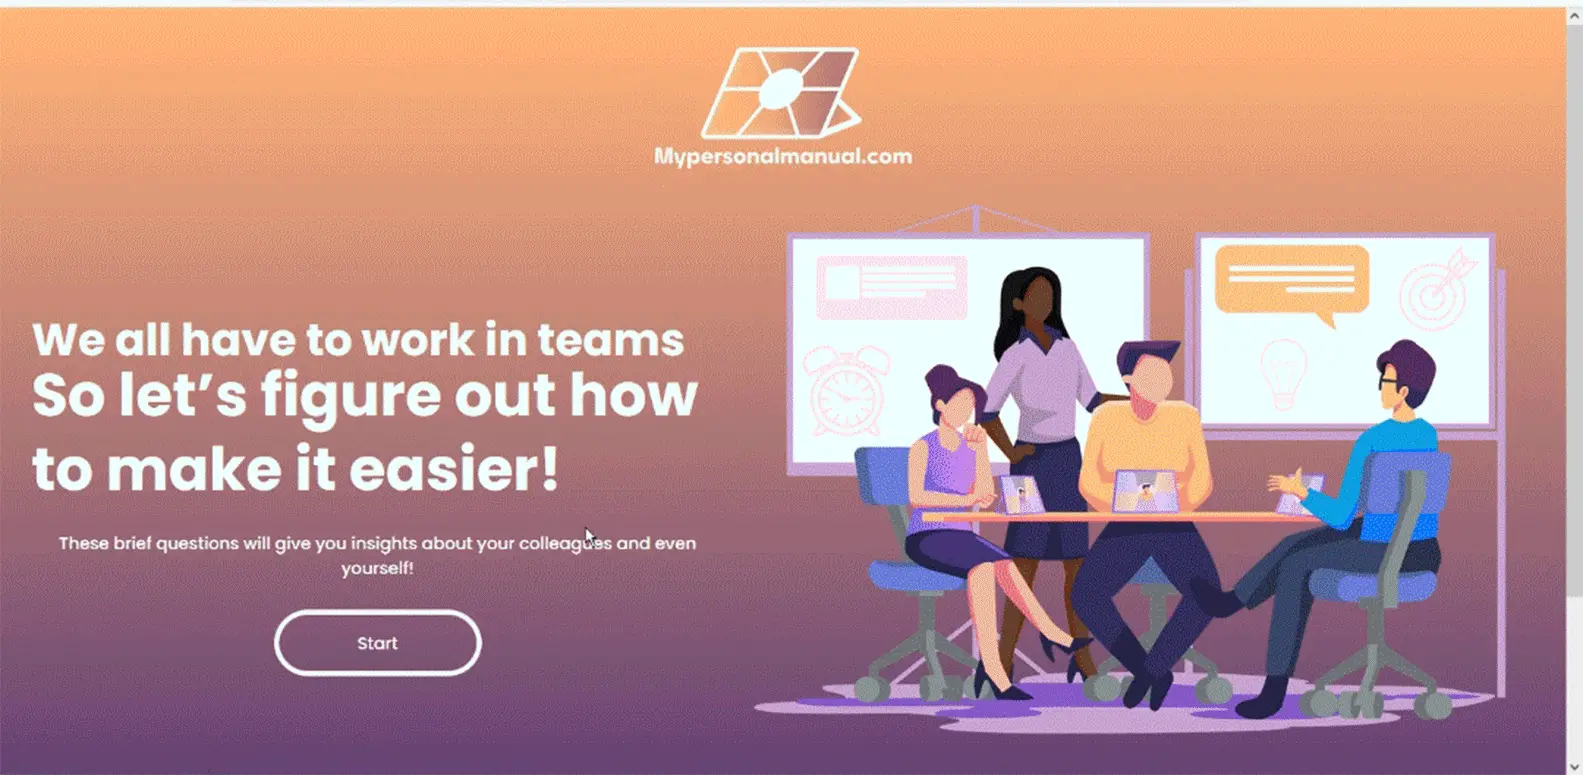 Mypersonalmanual.com
We all have to work in teams
So let’s figure out how
to make it easier!
These brief questions will give you insights about your colleagues and even
yourself!
Start